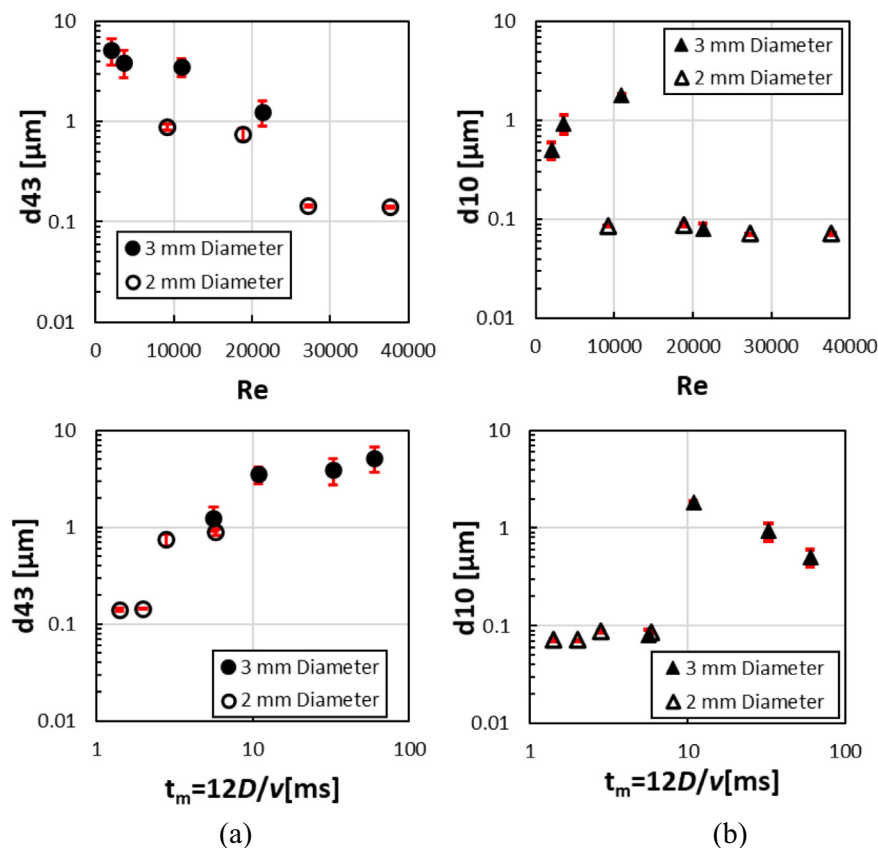 10
1
0.1
0.01
d43 [µm]
3 mm Diameter
2 mm Diameter
0 10000 20000 30000 40000
Re
10
1
0.1
0.01
d10 [µm]
3 mm Diameter
2 mm Diameter
0 10000 20000 30000 40000
Re
10
1
0.1
0.01
d43 [µm]
3 mm Diameter
2 mm Diameter
1 10 100
tm=12D/v[ms]
(a)
10
1
0.1
0.01
d10 [µm]
3 mm Diameter
2 mm Diameter
1 10 100
tm=12D/v[ms]
(b)